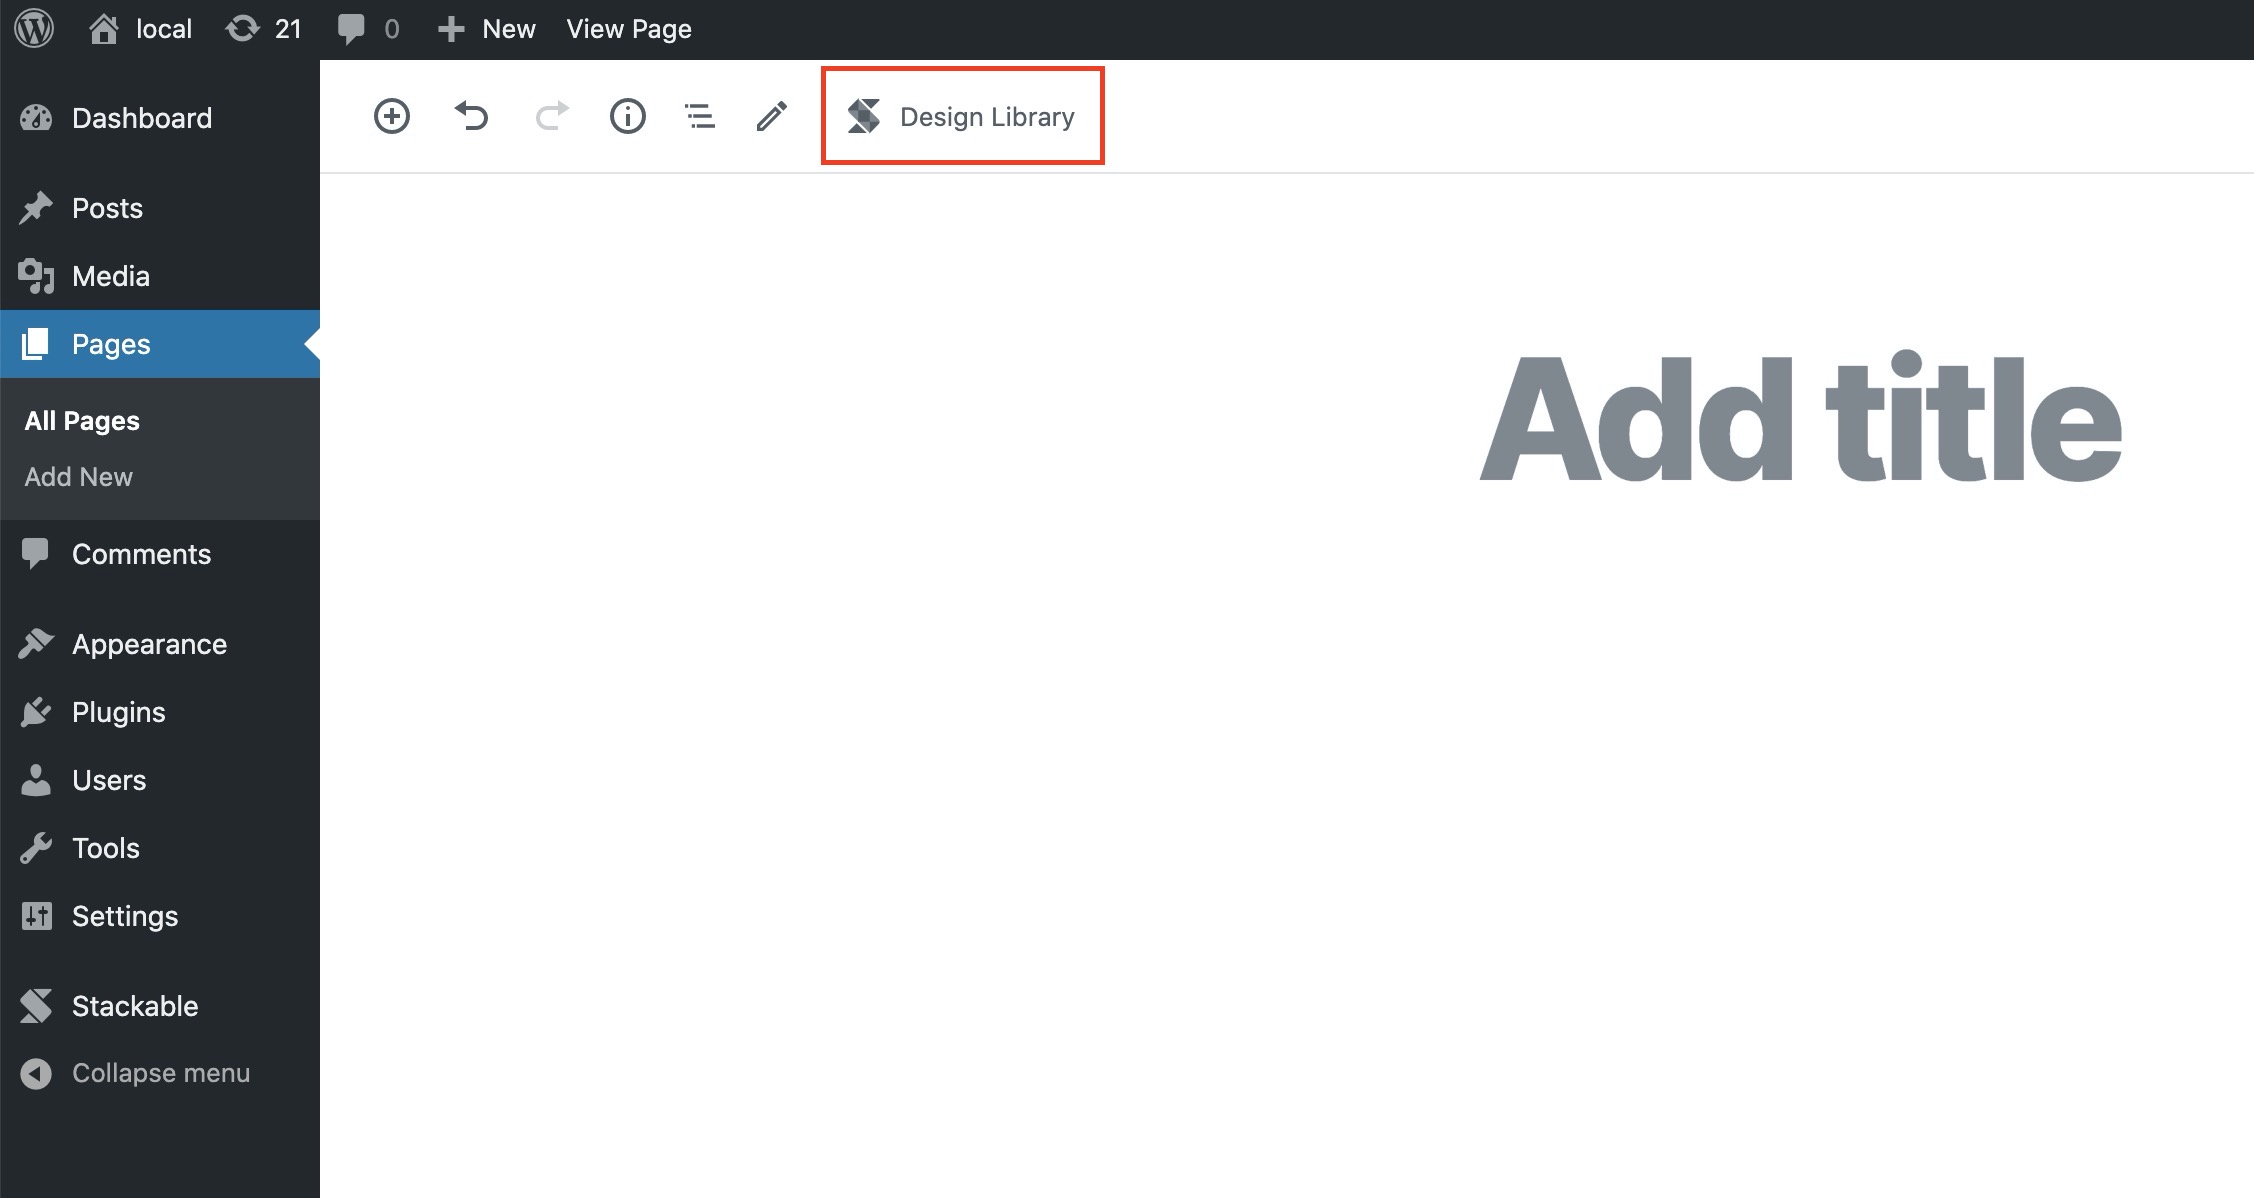 local 21 0 New View Page
Dashboard
Posts
Media
Pages
All Pages
Add New
Comments
Appearance
Plugins
Users
Tools
Settings
Stackable
Collapse menu
Design Library
Add title